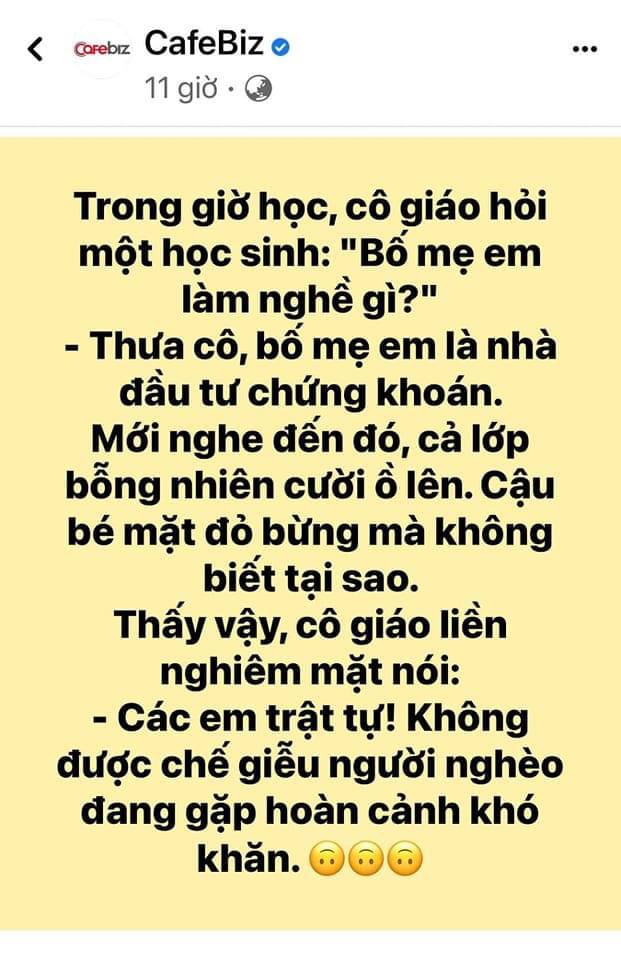 Cafebiz
CafeBiz
11 giờ ·
Trong giờ học, cô giáo hỏi
một học sinh: "Bố mẹ em
làm nghề gì?"
- Thưa cô, bố mẹ em là nhà
đầu tư chứng khoán.
Mới nghe đến đó, cả lớp
bỗng nhiên cười ồ lên. Cậu
bé mặt đỏ bừng mà không
biết tại sao.
Thấy vậy, cô giáo liền
nghiêm mặt nói:
- Các em trật tự! Không
được chế giễu người nghèo
đang gặp hoàn cảnh khó
khăn. 🙃🙃🙃